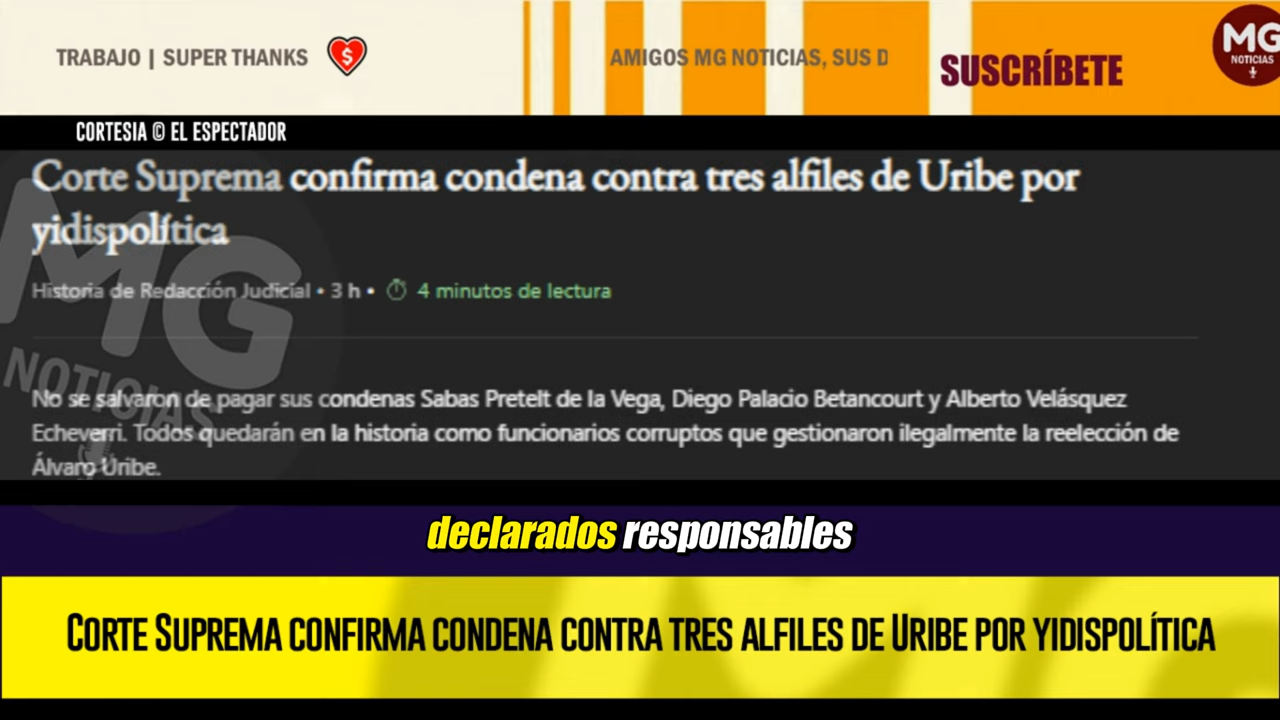 TRABAJO | SUPER THANKS
AMIGOS MG NOTICIAS, SUS D
SUSCRÍBETE
MG
NOTICIAS
CORTESIA © EL ESPECTADOR
Corte Suprema confirma condena contra tres alfiles de Uribe por
yidispolítica
Historia de Redacción Judicial • 3 h • 4 minutos de lectura
MG
NOTICIAS
No se salvaron de pagar sus condenas Sabas Pretelt de la Vega, Diego Palacio Betancourt y Alberto Velásquez
Echeverri. Todos quedarán en la historia como funcionarios corruptos que gestionaron ilegalmente la reelección de
Álvaro Uribe.
declarados responsables
CORTE SUPREMA CONFIRMA CONDENA CONTRA TRES ALFILES DE URIBE POR YIDISPOLÍTICA